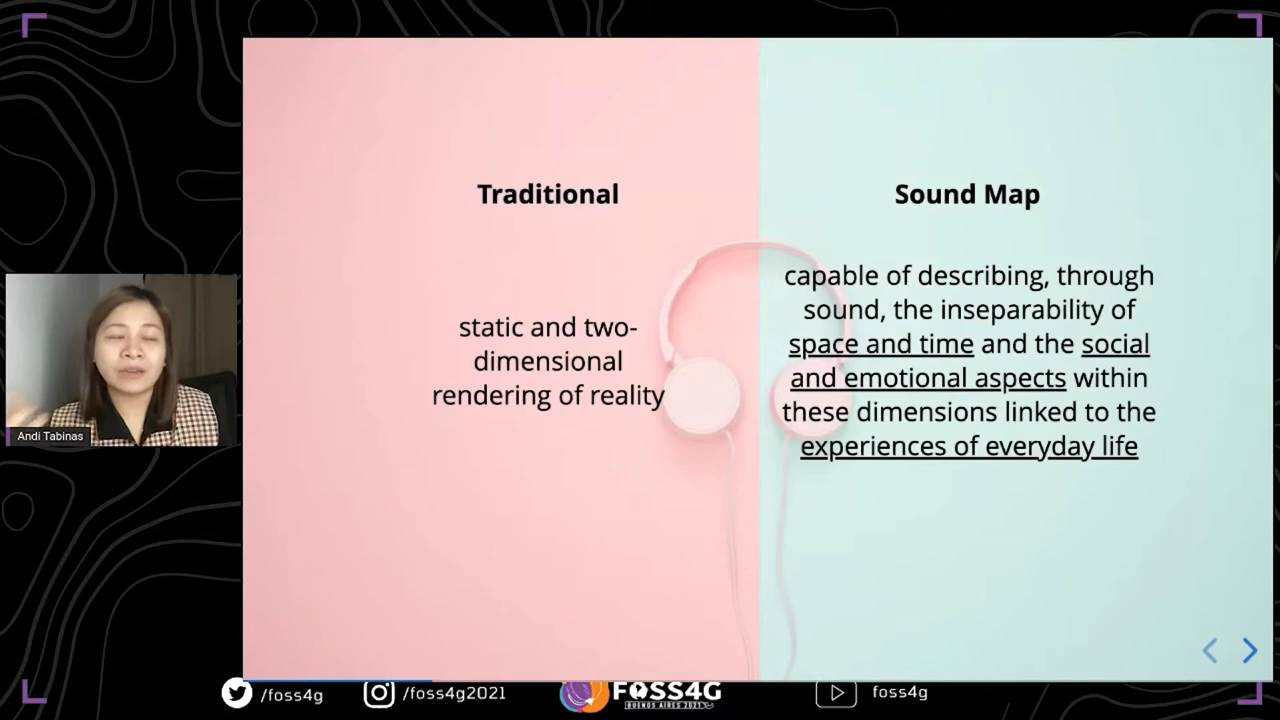 Traditional
static and two-
dimensional
rendering of reality
Sound Map
capable of describing, through
sound, the inseparability of
space and time and the social
and emotional aspects within
these dimensions linked to the
experiences of everyday life
Andi Tabinas
/foss4g
/foss4g2021
FOSS4G
BUENOS AIRES 2021
foss4g